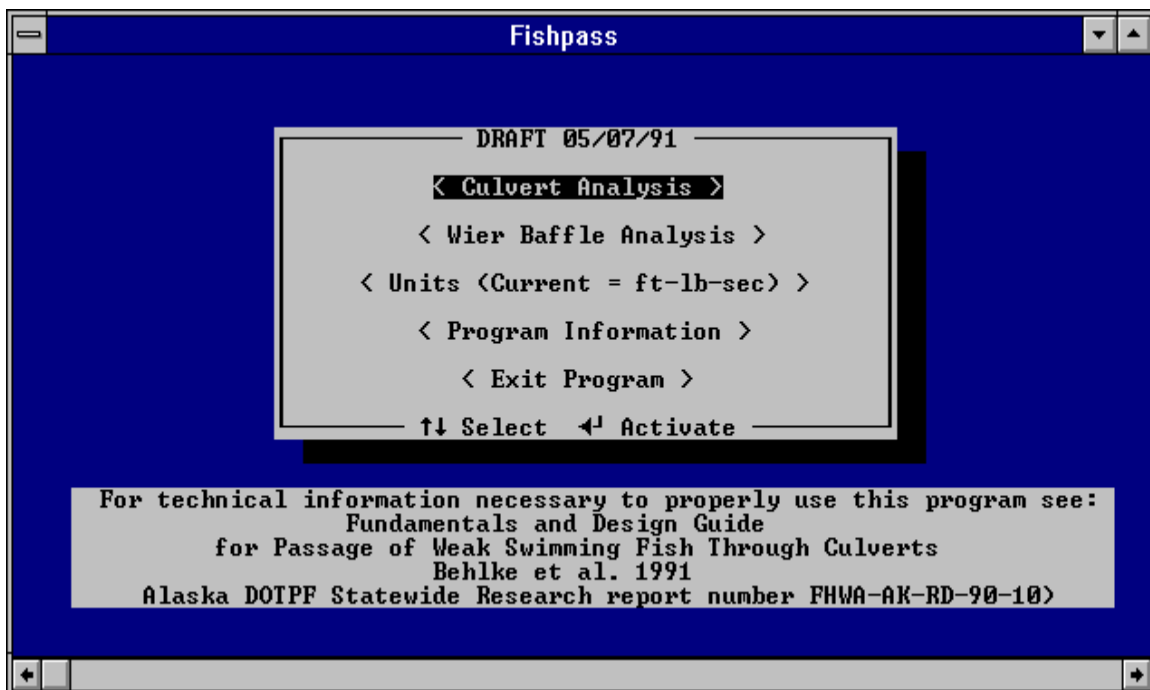 Fishpass
DRAFT 05/07/91
< Culvert Analysis >
< Wier Baffle Analysis >
< Units (Current = ft-lb-sec) >
< Program Information >
< Exit Program >
↑↓ Select ◄┘ Activate
For technical information necessary to properly use this program see:
Fundamentals and Design Guide
for Passage of Weak Swimming Fish Through Culverts
Behlke et al. 1991
Alaska DOTPF Statewide Research report number FHWA-AK-RD-90-10)